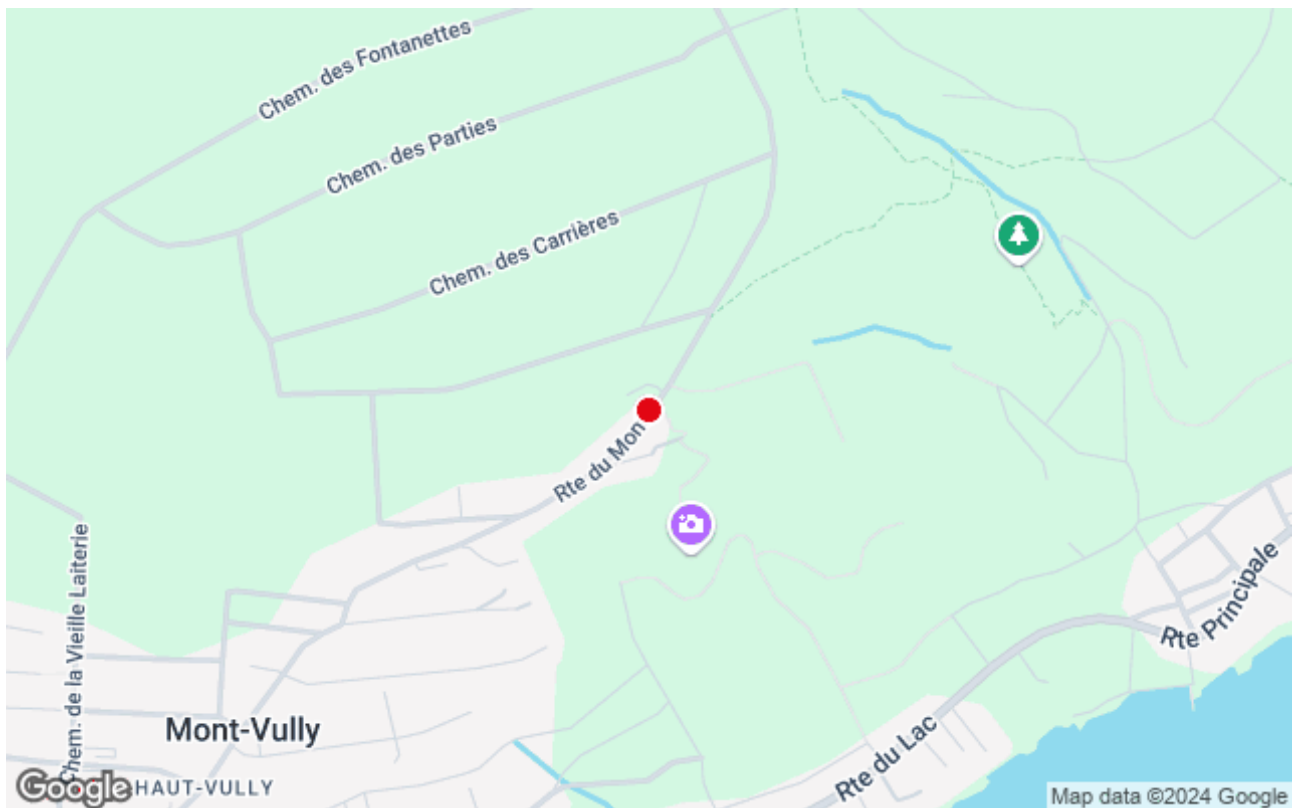 Chem. des Fontanettes
Chem. des Parties
Chem. des Carrières
Rte du Mon
Chem. de la Vieille Laiterie
Rte Principale
Mont-Vully
Rte du Lac
HAUT-VULLY
Google
Map data ©2024 Google